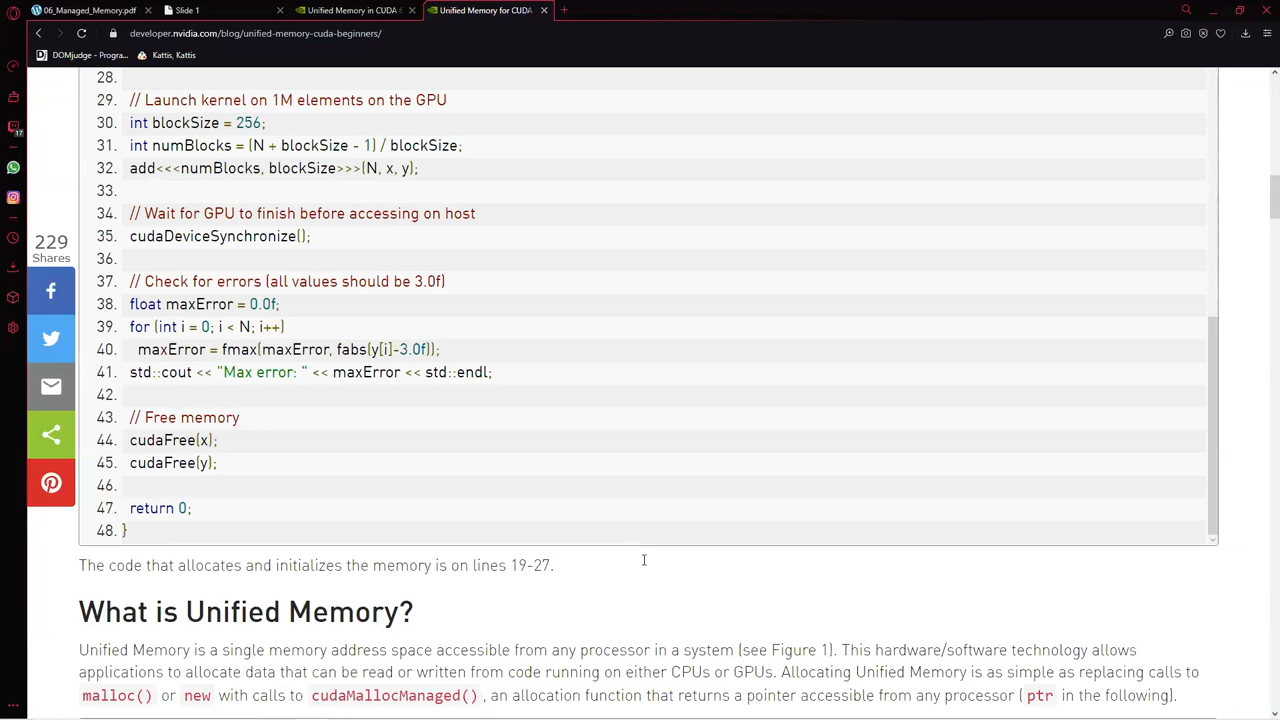 06_Managed_Memory.pdf
Slide 1
Unified Memory in CUDA 6
Unified Memory for CUDA
developer.nvidia.com/blog/unified-memory-cuda-beginners/
DOMjudge - Progra...
Kattis, Kattis
17
28.
29. // Launch kernel on 1M elements on the GPU
30. int blockSize = 256;
31. int numBlocks = (N + blockSize - 1) / blockSize;
32. add<<<numBlocks, blockSize>>>(N, x, y);
33.
34. // Wait for GPU to finish before accessing on host
35. cudaDeviceSynchronize();
36.
37. // Check for errors (all values should be 3.0f)
38. float maxError = 0.0f;
39. for (int i = 0; i < N; i++)
40. maxError = fmax(maxError, fabs(y[i]-3.0f));
41. std::cout << "Max error: " << maxError << std::endl;
42.
43. // Free memory
44. cudaFree(x);
45. cudaFree(y);
46.
47. return 0;
48. }
229
Shares
The code that allocates and initializes the memory is on lines 19-27.
What is Unified Memory?
Unified Memory is a single memory address space accessible from any processor in a system (see Figure 1). This hardware/software technology allows
applications to allocate data that can be read or written from code running on either CPUs or GPUs. Allocating Unified Memory is as simple as replacing calls to
malloc() or new with calls to cudaMallocManaged(), an allocation function that returns a pointer accessible from any processor (ptr in the following).